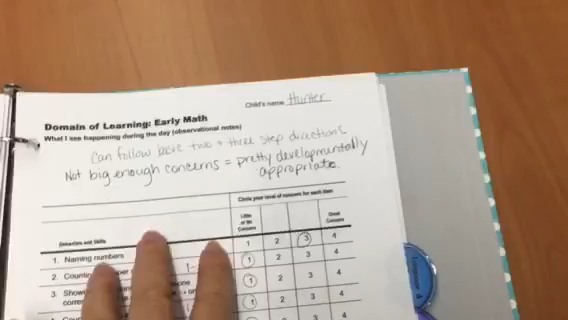 Child's name Hunter
Domain of Learning: Early Math
What I see happening during the day (observational notes)
Can follow basic two + three step directions
Not big enough concerns = pretty developmentally
appropriate.
Circle your level of concern for each item
Little
or No
Concern
Great
Concern
Behaviors and Skills
1. Naming numbers 1 2 3 4
2. 1 2 3 4
3. 1 2 3 4
1 2 3 4